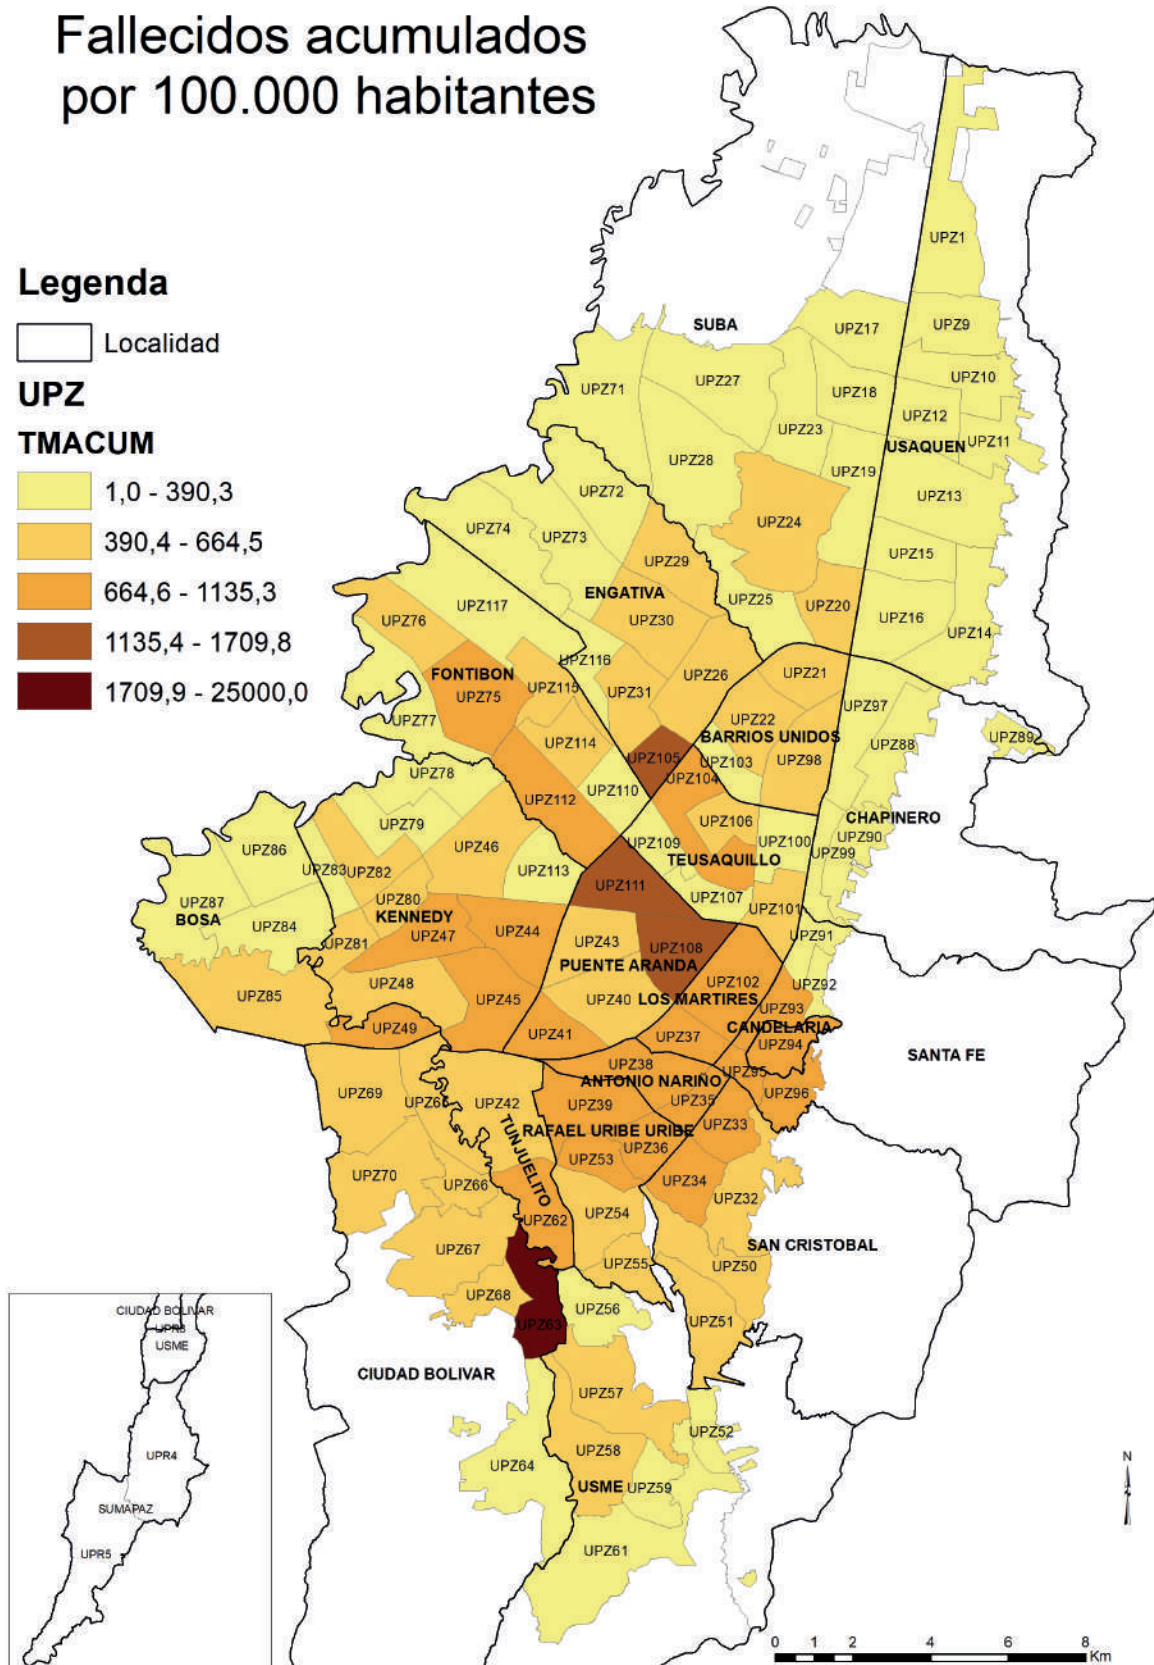 Fallecidos acumulados
por 100.000 habitantes
Legenda
Localidad
UPZ
TMACUM
1,0 - 390,3
390,4 - 664,5
664,6 - 1135,3
1135,4 - 1709,8
1709,9 - 25000,0
UPZ1
SUBA
UPZ17
UPZ9
UPZ71
UPZ27
UPZ18
UPZ10
UPZ12
UPZ23
USAQUEN
UPZ11
UPZ28
UPZ19
UPZ72
UPZ13
UPZ74
UPZ73
UPZ24
UPZ29
UPZ15
ENGATIVA
UPZ117
UPZ25
UPZ20
UPZ76
UPZ30
UPZ16
UPZ14
UPZ116
FONTIBON
UPZ115
UPZ26
UPZ21
UPZ75
UPZ31
UPZ97
UPZ77
UPZ22
BARRIOS UNIDOS
UPZ89
UPZ114
UPZ88
UPZ105
UPZ103
UPZ98
UPZ78
UPZ104
UPZ110
UPZ112
UPZ106
CHAPINERO
UPZ79
UPZ90
UPZ46
UPZ109
UPZ100
UPZ86
UPZ99
UPZ83
UPZ82
UPZ113
TEUSAQUILLO
UPZ111
UPZ107
UPZ87
UPZ80
UPZ101
BOSA
KENNEDY
UPZ84
UPZ47
UPZ44
UPZ91
UPZ81
UPZ43
UPZ108
PUENTE ARANDA
UPZ48
UPZ102
UPZ92
UPZ85
UPZ45
UPZ40
LOS MARTIRES
UPZ93
UPZ49
UPZ41
UPZ37
CANDELARIA
UPZ94
SANTA FE
UPZ38
UPZ95
ANTONIO NARIÑO
UPZ69
UPZ42
UPZ39
UPZ35
UPZ96
TUNJUELITO
RAFAEL URIBE URIBE
UPZ33
UPZ36
UPZ53
UPZ70
UPZ66
UPZ34
UPZ32
UPZ62
UPZ54
UPZ67
SAN CRISTOBAL
UPZ55
UPZ50
UPZ68
UPZ56
UPZ63
UPZ51
CIUDAD BOLIVAR
UPZ57
UPZ52
UPZ58
UPZ64
USME
UPZ59
UPZ61
CIUDAD BOLIVAR
USME
UPR4
SUMAPAZ
UPR5
N
0 1 2 4 6 8
Km